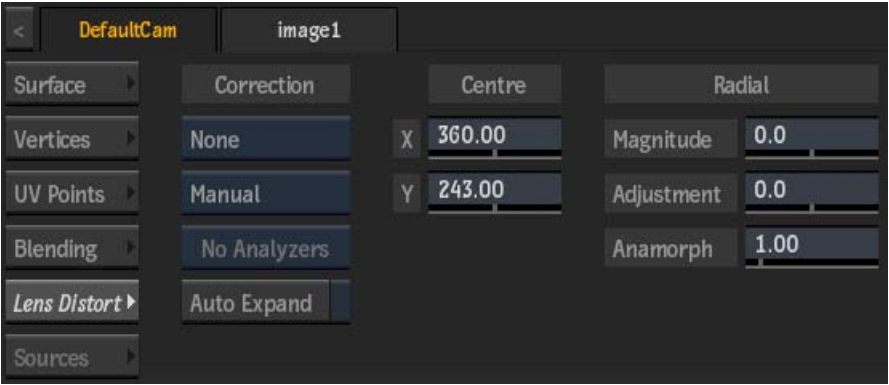 < DefaultCam image1
Surface Correction Centre Radial
Vertices None X 360.00 Magnitude 0.0
UV Points Manual Y 243.00 Adjustment 0.0
Blending No Analyzers Anamorph 1.00
Lens Distort Auto Expand
Sources